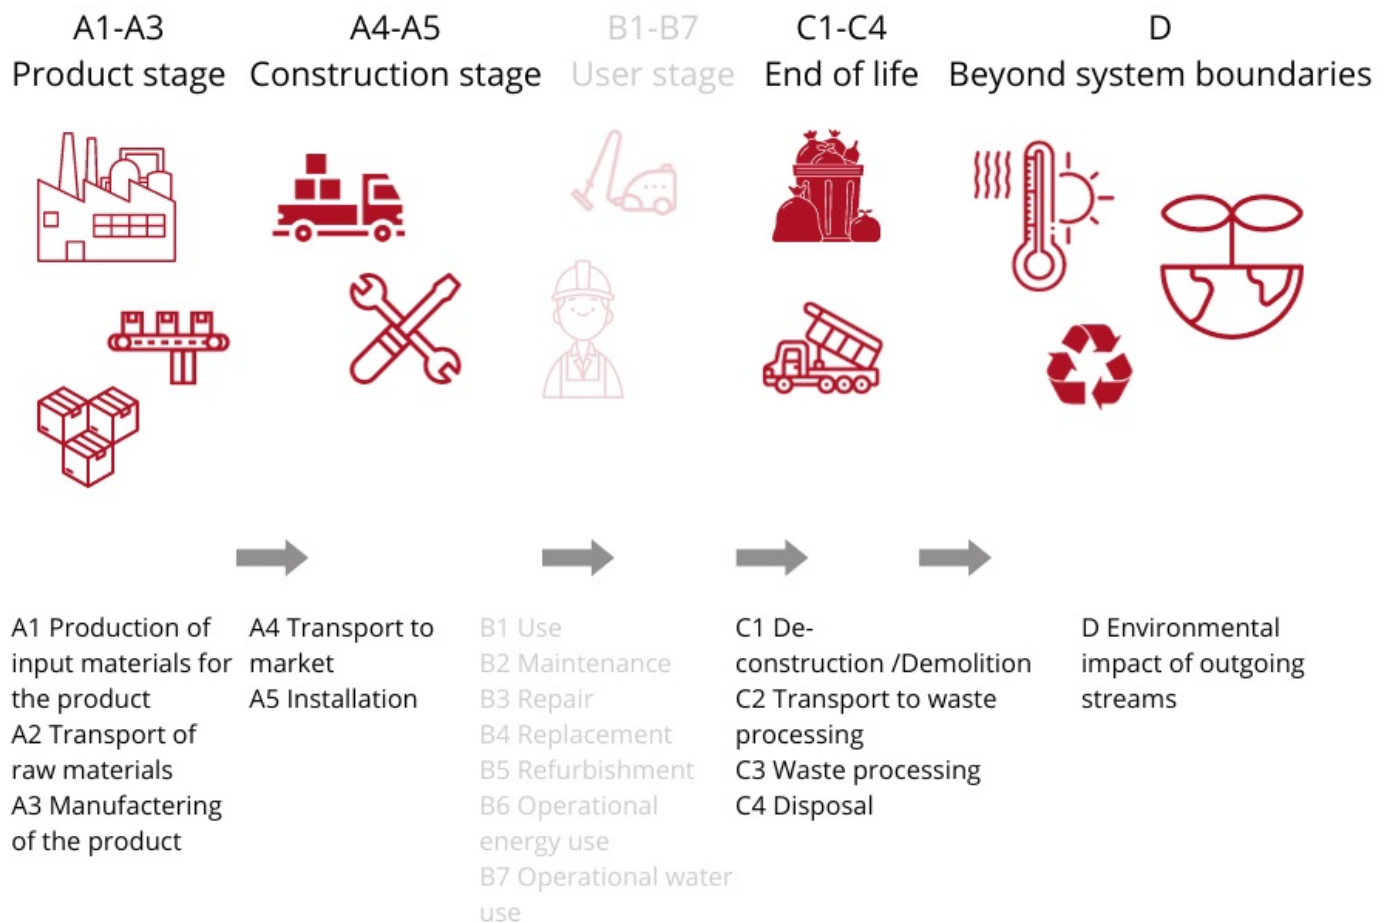 A1-A3
Product stage
A4-A5
Construction stage
B1-B7
User stage
C1-C4
End of life
D
Beyond system boundaries
A1 Production of
input materials for
the product
A2 Transport of
raw materials
A3 Manufactering
of the product
A4 Transport to
market
A5 Installation
B1 Use
B2 Maintenance
B3 Repair
B4 Replacement
B5 Refurbishment
B6 Operational
energy use
B7 Operational water
use
C1 De-
construction /Demolition
C2 Transport to waste
processing
C3 Waste processing
C4 Disposal
D Environmental
impact of outgoing
streams